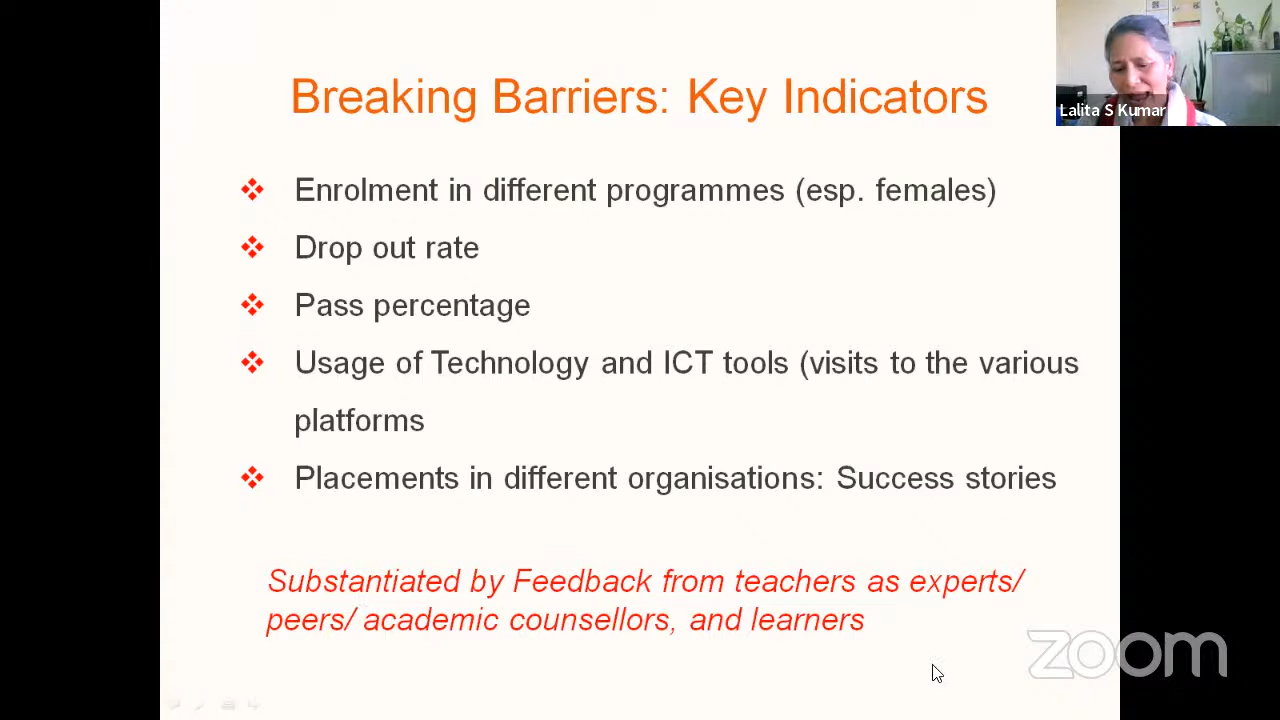 Breaking Barriers: Key Indicators
Lalita S Kumar
❖ Enrolment in different programmes (esp. females)
❖ Drop out rate
❖ Pass percentage
❖ Usage of Technology and ICT tools (visits to the various
platforms
❖ Placements in different organisations: Success stories
Substantiated by Feedback from teachers as experts/
peers/ academic counsellors, and learners
zoom